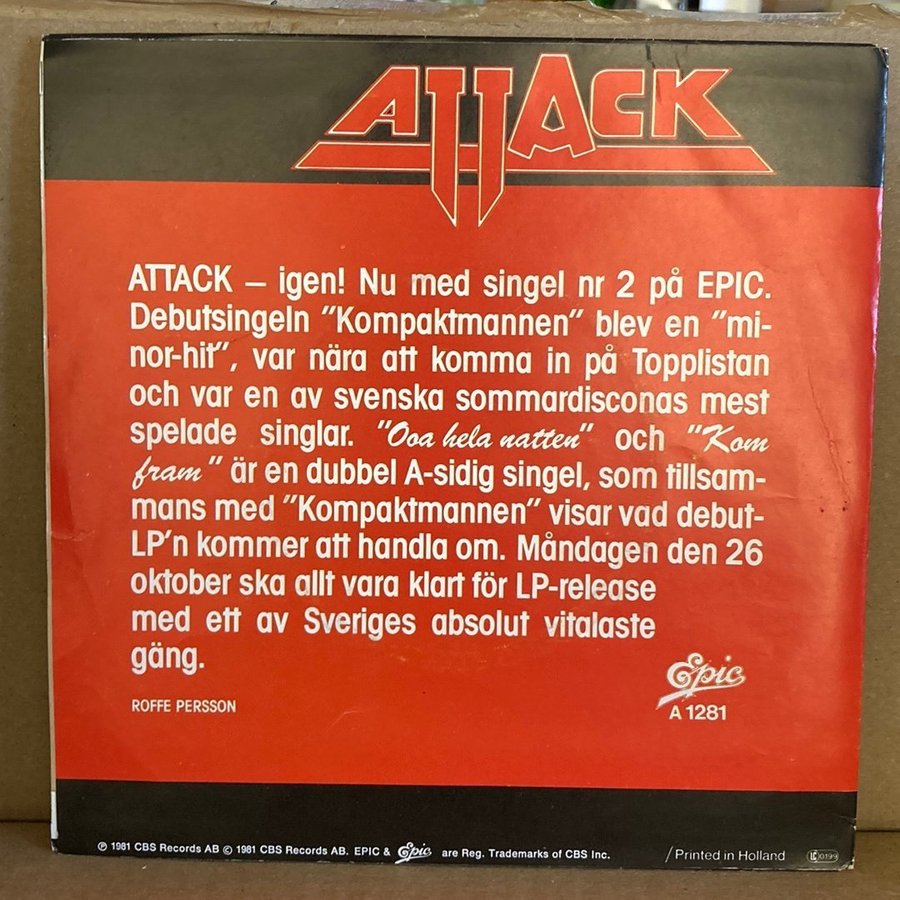 ATTACK
ATTACK – igen! Nu med singel nr 2 på EPIC.
Debutsingeln "Kompaktmannen" blev en "mi-
nor-hit", var nära att komma in på Topplistan
och var en av svenska sommardisconas mest
spelade singlar. "Ooa hela natten" och "Kom
fram" är en dubbel A-sidig singel, som tillsam-
mans med "Kompaktmannen" visar vad debut-
LP'n kommer att handla om. Måndagen den 26
oktober ska allt vara klart för LP-release
med ett av Sveriges absolut vitalaste
gäng.
ROFFE PERSSON
Epic
A 1281
℗ 1981 CBS Records AB © 1981 CBS Records AB. EPIC & Epic are Reg. Trademarks of CBS Inc. / Printed in Holland LC 0199